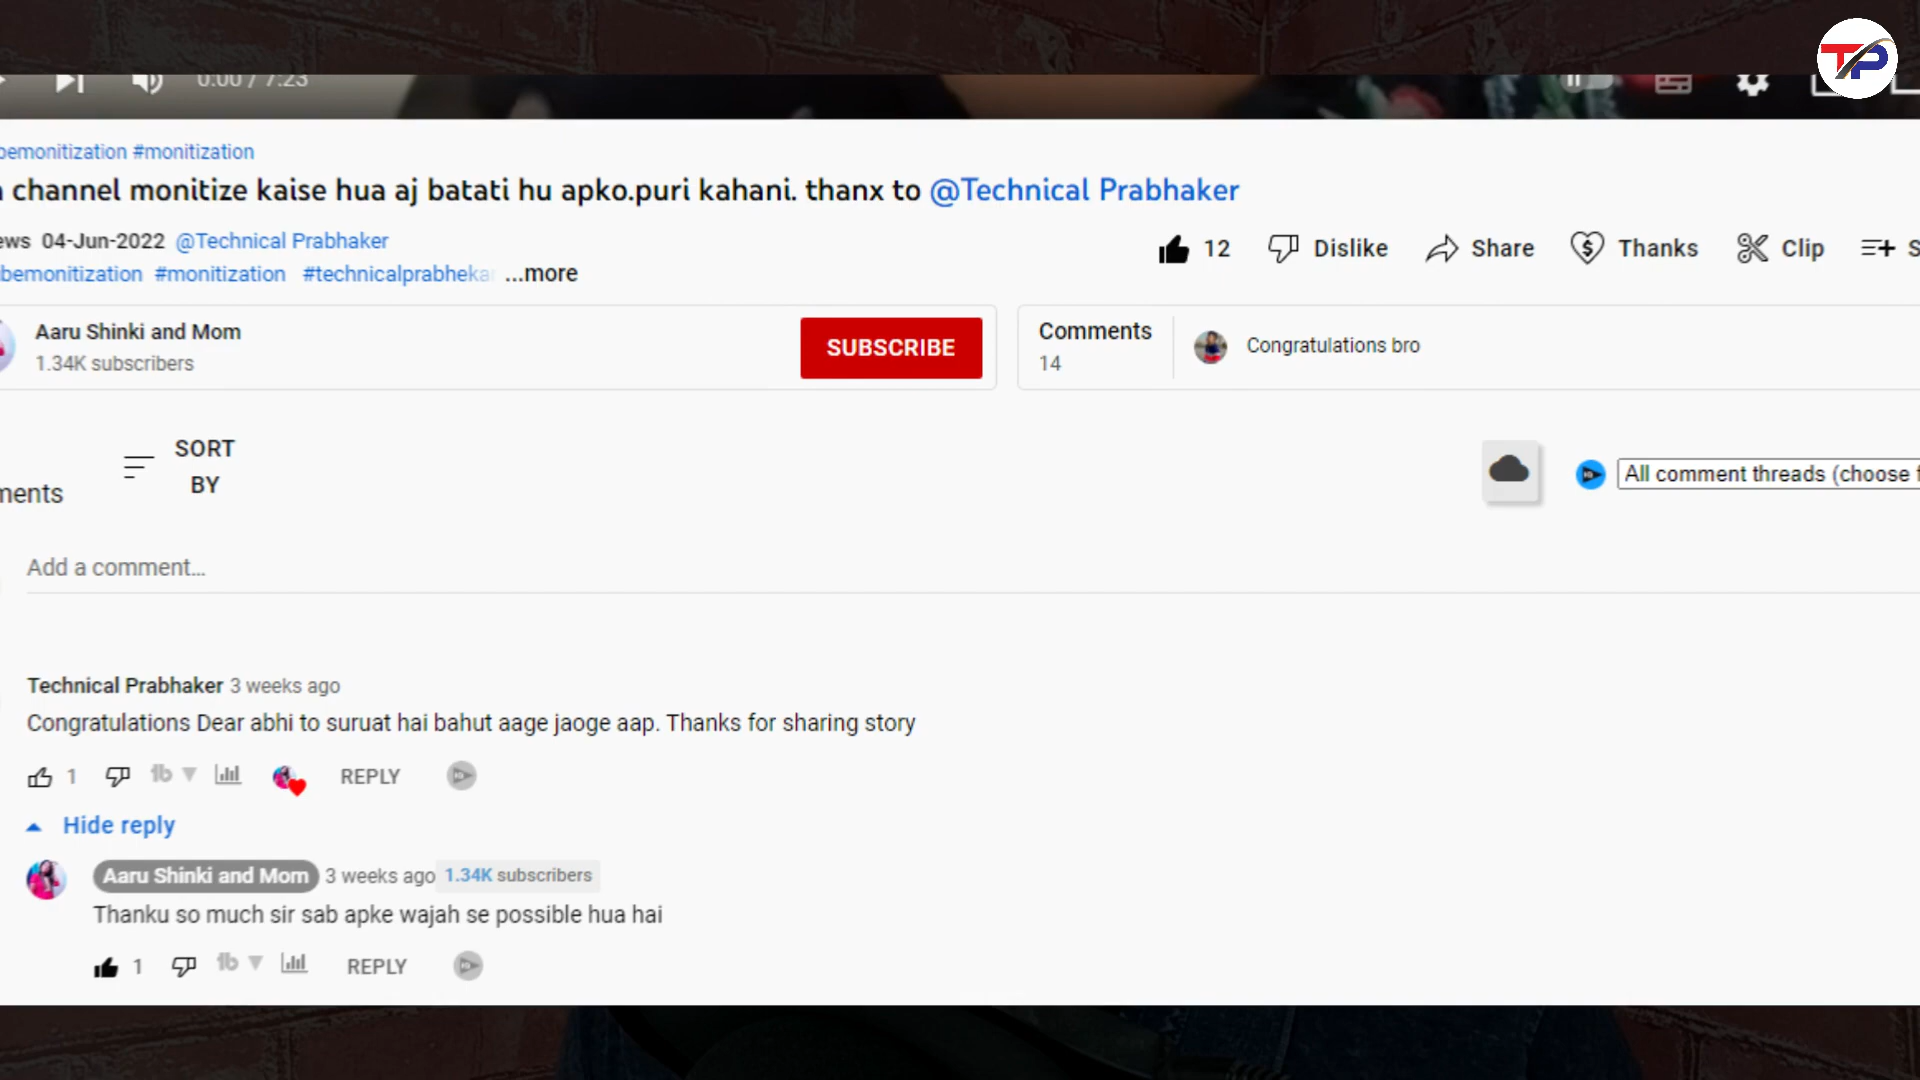 TP
0:00 / 7:23
bemonitization #monitization
channel monitize kaise hua aj batati hu apko.puri kahani. thanx to @Technical Prabhaker
ews 04-Jun-2022 @Technical Prabhaker
12 Dislike Share Thanks Clip S
bemonitization #monitization #technicalprabheka ...more
Aaru Shinki and Mom
1.34K subscribers
SUBSCRIBE
Comments
14
Congratulations bro
SORT
BY
ments
All comment threads (choose f
Add a comment...
Technical Prabhaker 3 weeks ago
Congratulations Dear abhi to suruat hai bahut aage jaoge aap. Thanks for sharing story
1 REPLY
Hide reply
Aaru Shinki and Mom 3 weeks ago 1.34K subscribers
Thanku so much sir sab apke wajah se possible hua hai
1 REPLY